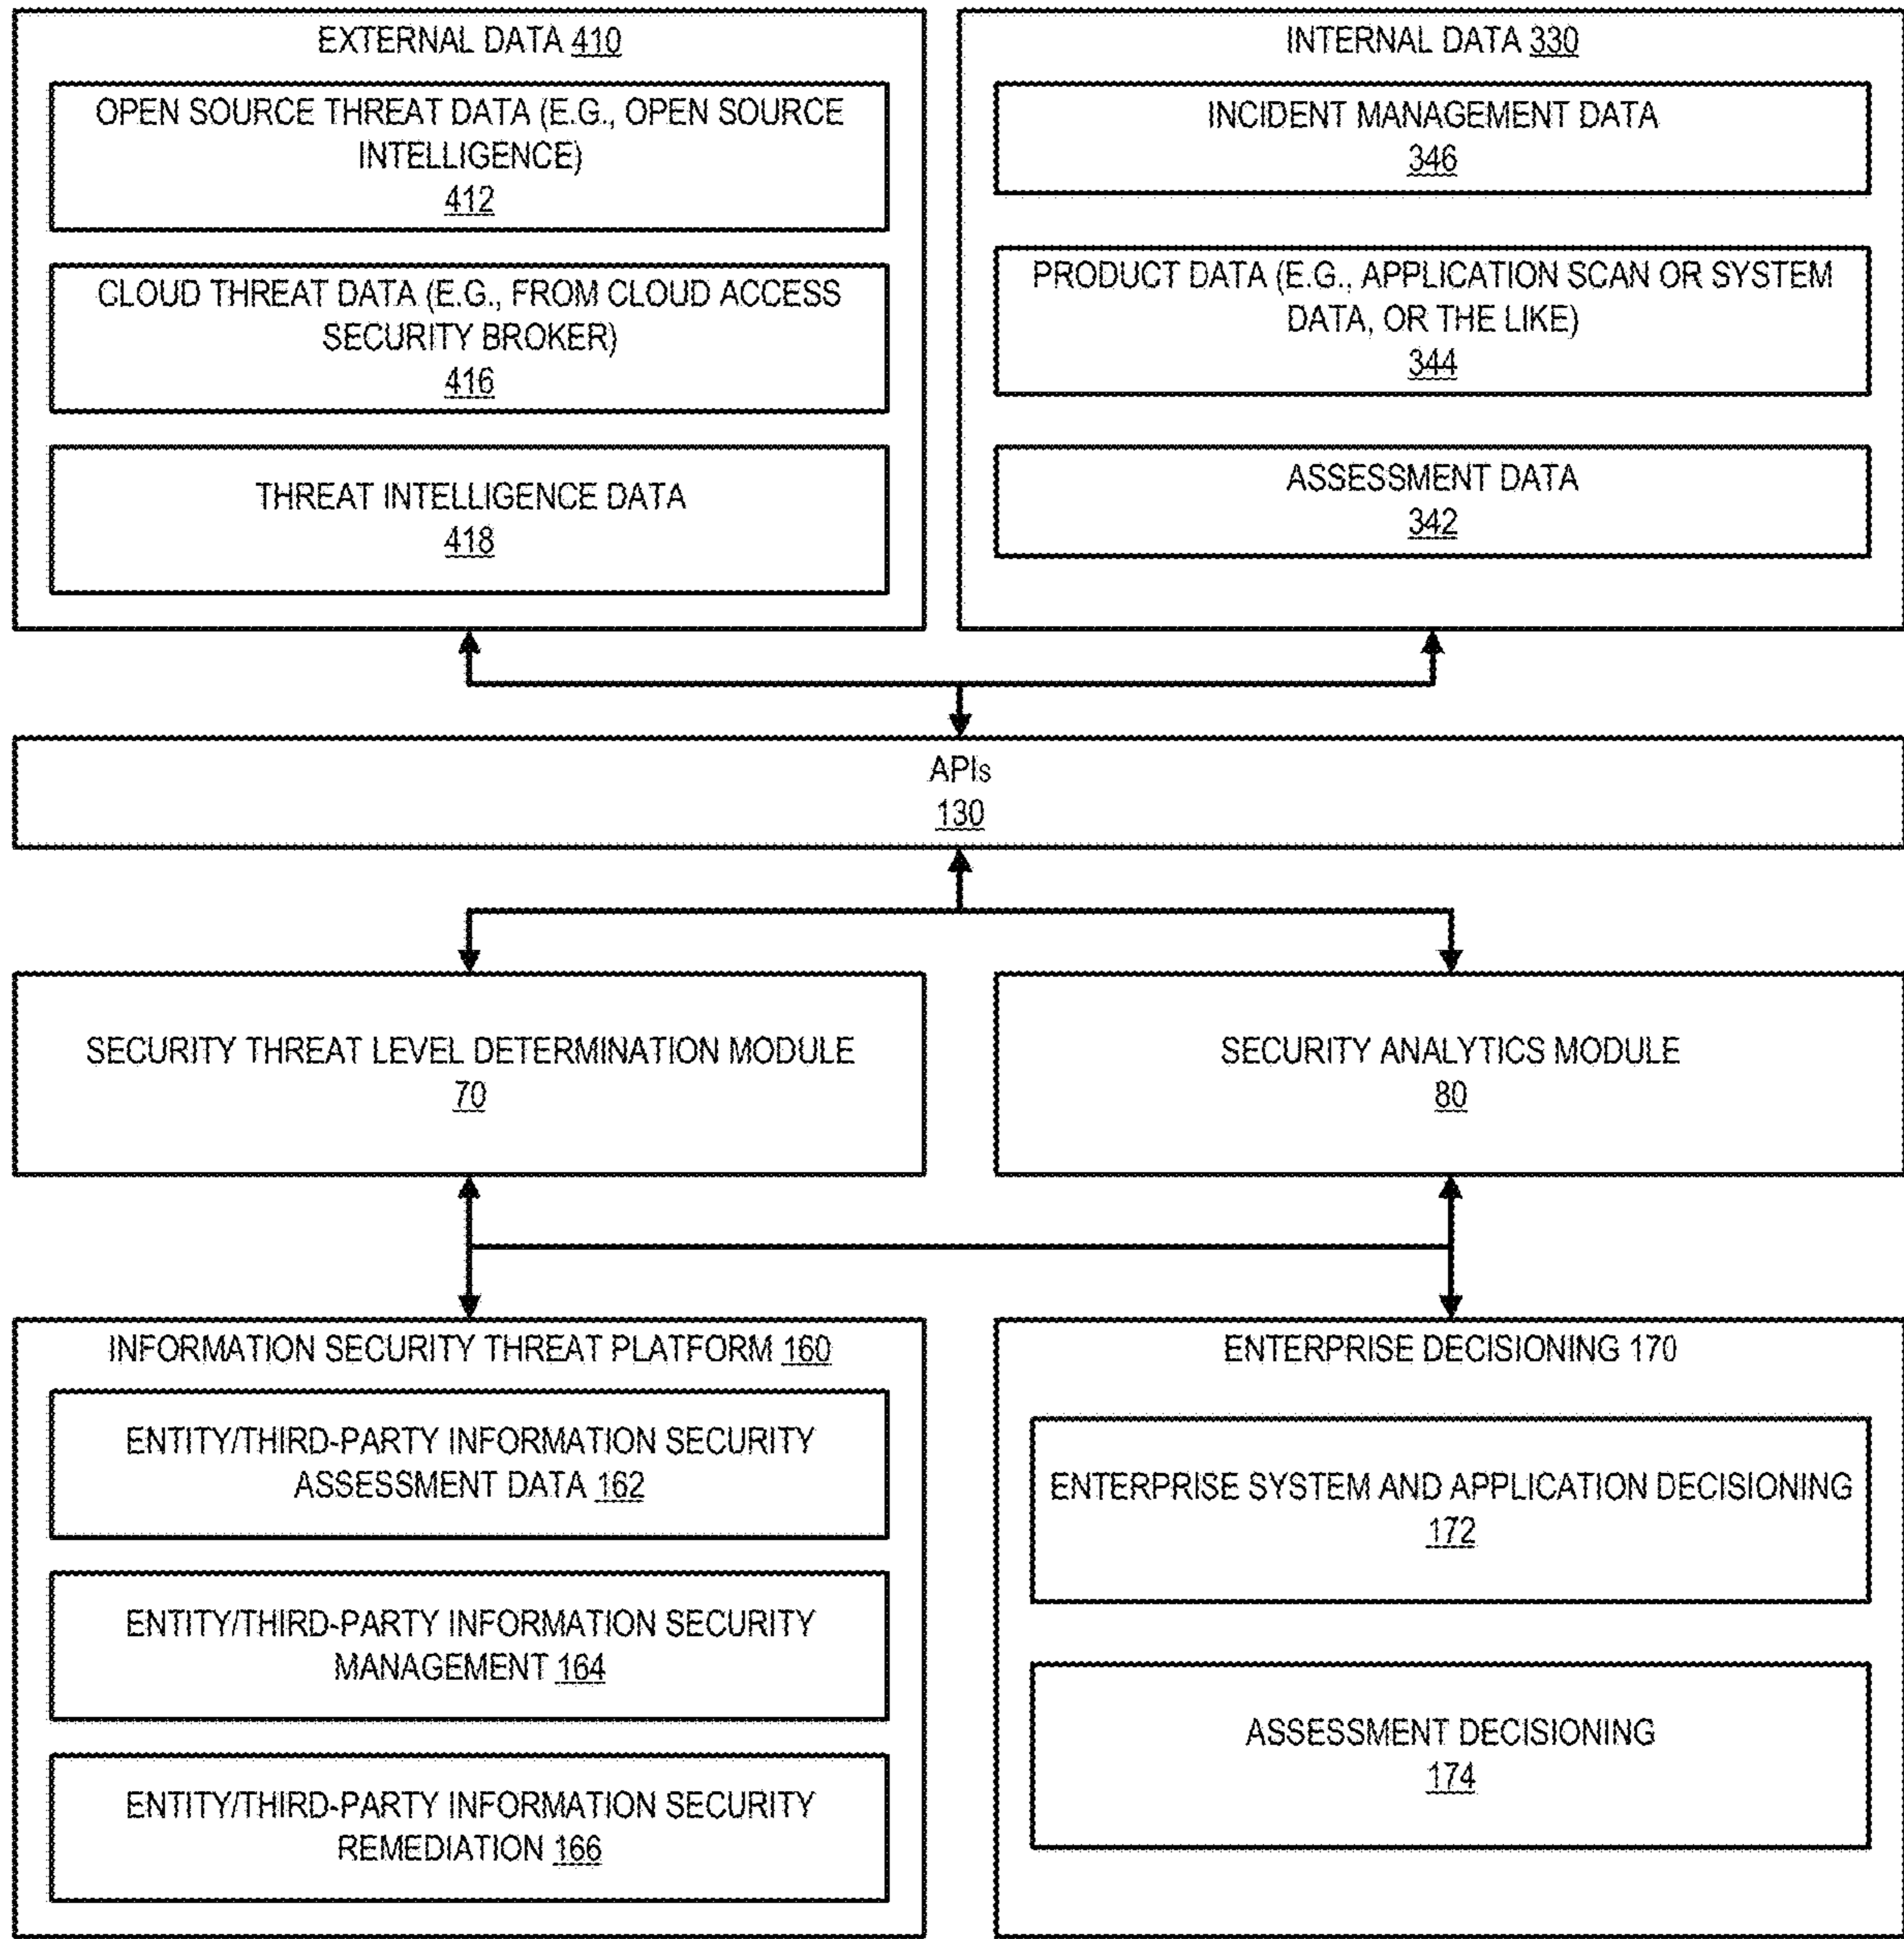 EXTERNAL DATA 410
OPEN SOURCE THREAT DATA (E.G., OPEN SOURCE
INTELLIGENCE)
412
CLOUD THREAT DATA (E.G., FROM CLOUD ACCESS
SECURITY BROKER)
416
THREAT INTELLIGENCE DATA
418
INTERNAL DATA 330
INCIDENT MANAGEMENT DATA
346
PRODUCT DATA (E.G., APPLICATION SCAN OR SYSTEM
DATA, OR THE LIKE)
344
ASSESSMENT DATA
342
APIs
130
SECURITY THREAT LEVEL DETERMINATION MODULE
70
SECURITY ANALYTICS MODULE
80
INFORMATION SECURITY THREAT PLATFORM 160
ENTITY/THIRD-PARTY INFORMATION SECURITY
ASSESSMENT DATA 162
ENTITY/THIRD-PARTY INFORMATION SECURITY
MANAGEMENT 164
ENTITY/THIRD-PARTY INFORMATION SECURITY
REMEDIATION 166
ENTERPRISE DECISIONING 170
ENTERPRISE SYSTEM AND APPLICATION DECISIONING
172
ASSESSMENT DECISIONING
174